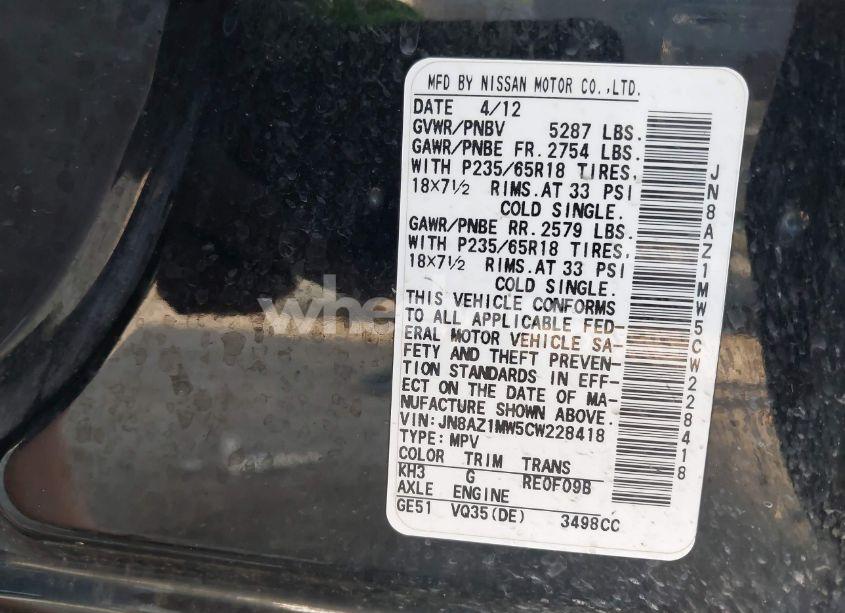 MFD BY NISSAN MOTOR CO.,LTD.
DATE 4/12
GVWR/PNBV 5287 LBS.
GAWR/PNBE FR. 2754 LBS.
WITH P235/65R18 TIRES.
18×7½ RIMS.AT 33 PSI
COLD SINGLE.
GAWR/PNBE RR. 2579 LBS.
WITH P235/65R18 TIRES.
18×7½ RIMS.AT 33 PSI
COLD SINGLE.
THIS VEHICLE CONFORMS
TO ALL APPLICABLE FED-
ERAL MOTOR VEHICLE SA-
FETY AND THEFT PREVEN-
TION STANDARDS IN EFF-
ECT ON THE DATE OF MA-
NUFACTURE SHOWN ABOVE.
VIN:JN8AZ1MW5CW228418
TYPE:MPV
COLOR TRIM TRANS
KH3 G RE0F09B
AXLE ENGINE
GE51 VQ35(DE) 3498CC
JN8AZ1MW5CW228418